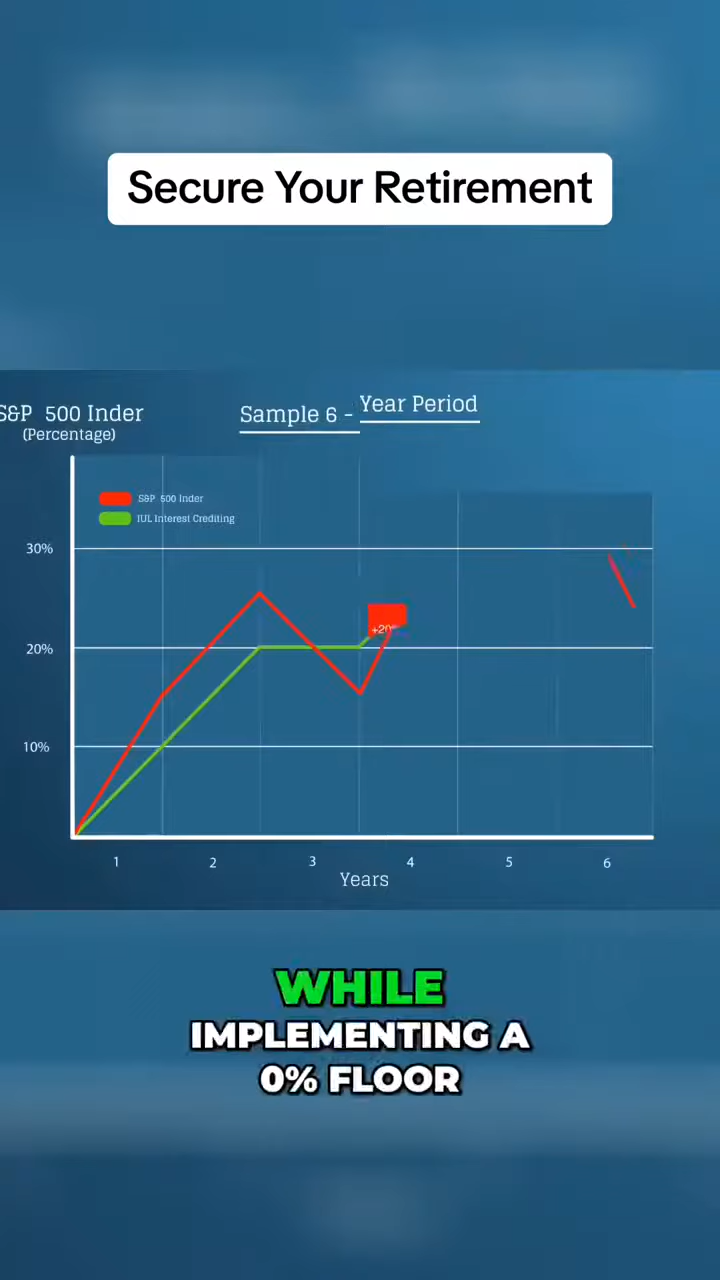 Secure Your Retirement
S&P 500 Inder
(Percentage)
Sample 6 - Year Period
S&P 500 Inder
IUL Interest Crediting
30%
20%
10%
+20%
1 2 3 4 5 6
Years
WHILE
IMPLEMENTING A
0% FLOOR